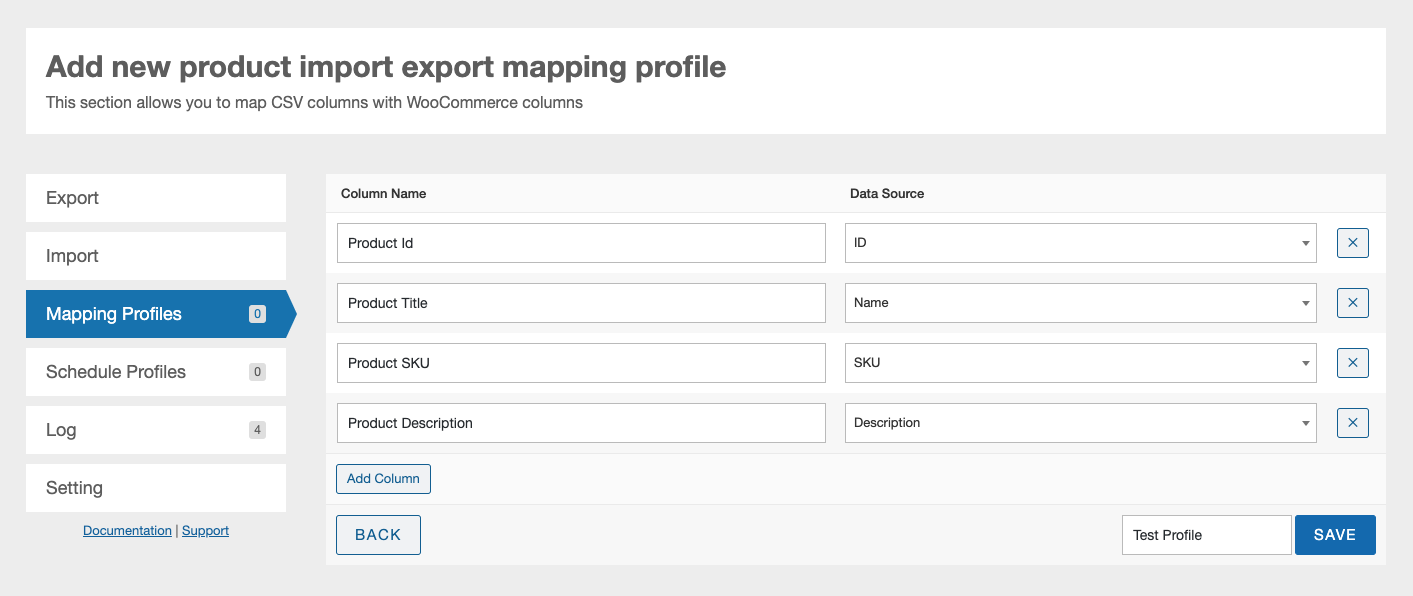 Add new product import export mapping profile
This section allows you to map CSV columns with WooCommerce columns
Export
Import
Mapping Profiles 0
Schedule Profiles 0
Log 4
Setting
Documentation | Support
Column Name Data Source
Product Id ID ×
Product Title Name ×
Product SKU SKU ×
Product Description Description ×
Add Column
BACK Test Profile SAVE